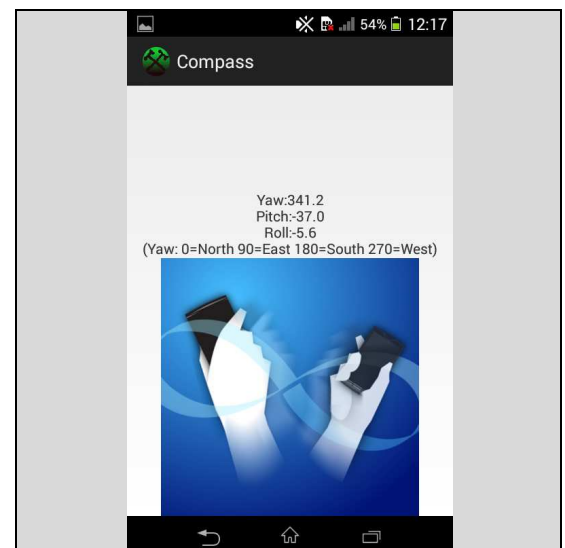 54% 12:17
Compass
Yaw:341.2
Pitch:-37.0
Roll:-5.6
(Yaw: 0=North 90=East 180=South 270=West)